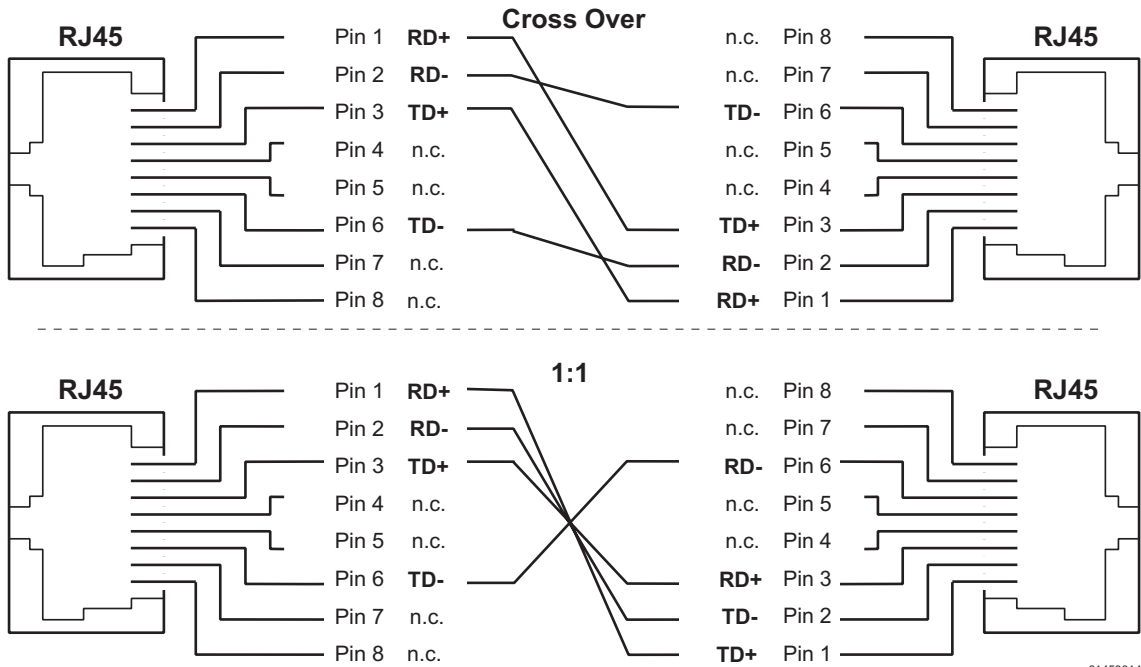 Cross Over
RJ45
Pin 1 RD+
Pin 2 RD-
Pin 3 TD+
Pin 4 n.c.
Pin 5 n.c.
Pin 6 TD-
Pin 7 n.c.
Pin 8 n.c.
n.c. Pin 8
n.c. Pin 7
TD- Pin 6
n.c. Pin 5
n.c. Pin 4
TD+ Pin 3
RD- Pin 2
RD+ Pin 1
RJ45
1:1
RJ45
Pin 1 RD+
Pin 2 RD-
Pin 3 TD+
Pin 4 n.c.
Pin 5 n.c.
Pin 6 TD-
Pin 7 n.c.
Pin 8 n.c.
n.c. Pin 8
n.c. Pin 7
RD- Pin 6
n.c. Pin 5
n.c. Pin 4
RD+ Pin 3
TD- Pin 2
TD+ Pin 1
RJ45